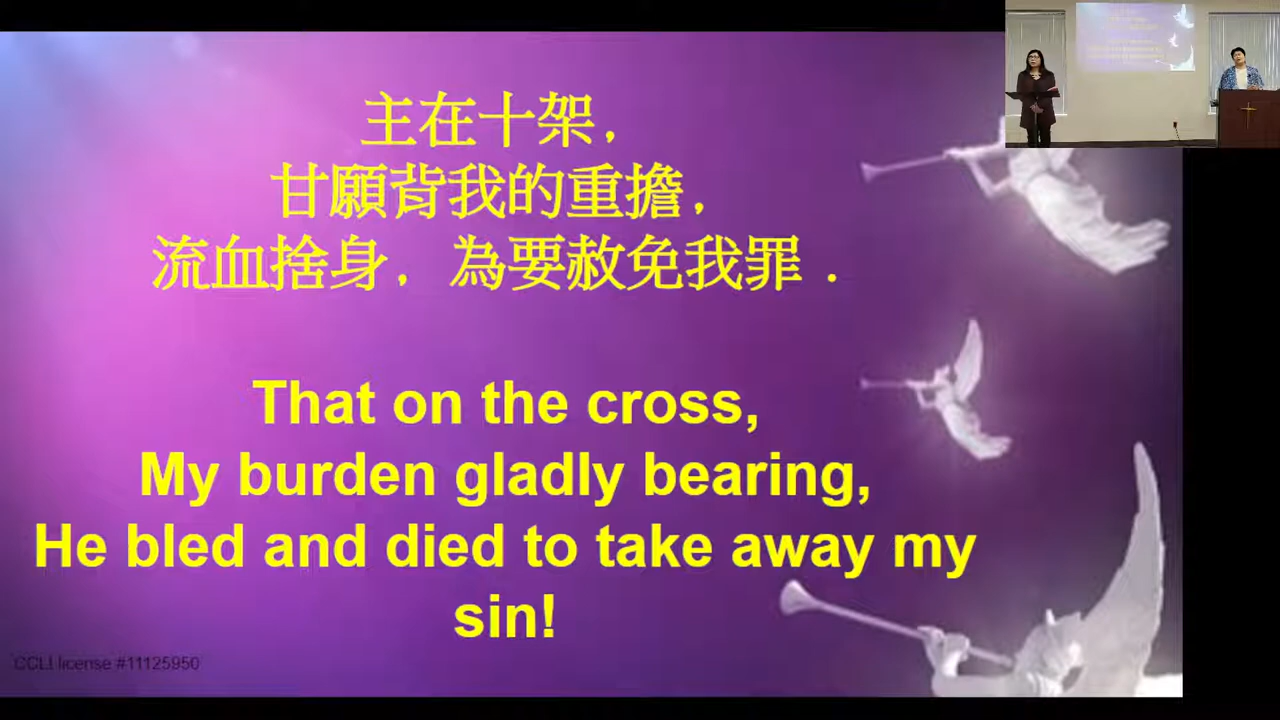 主在十架，
甘願背我的重擔，
流血捨身，為要赦免我罪．
That on the cross,
My burden gladly bearing,
He bled and died to take away my
sin!
CCLI license #11125950